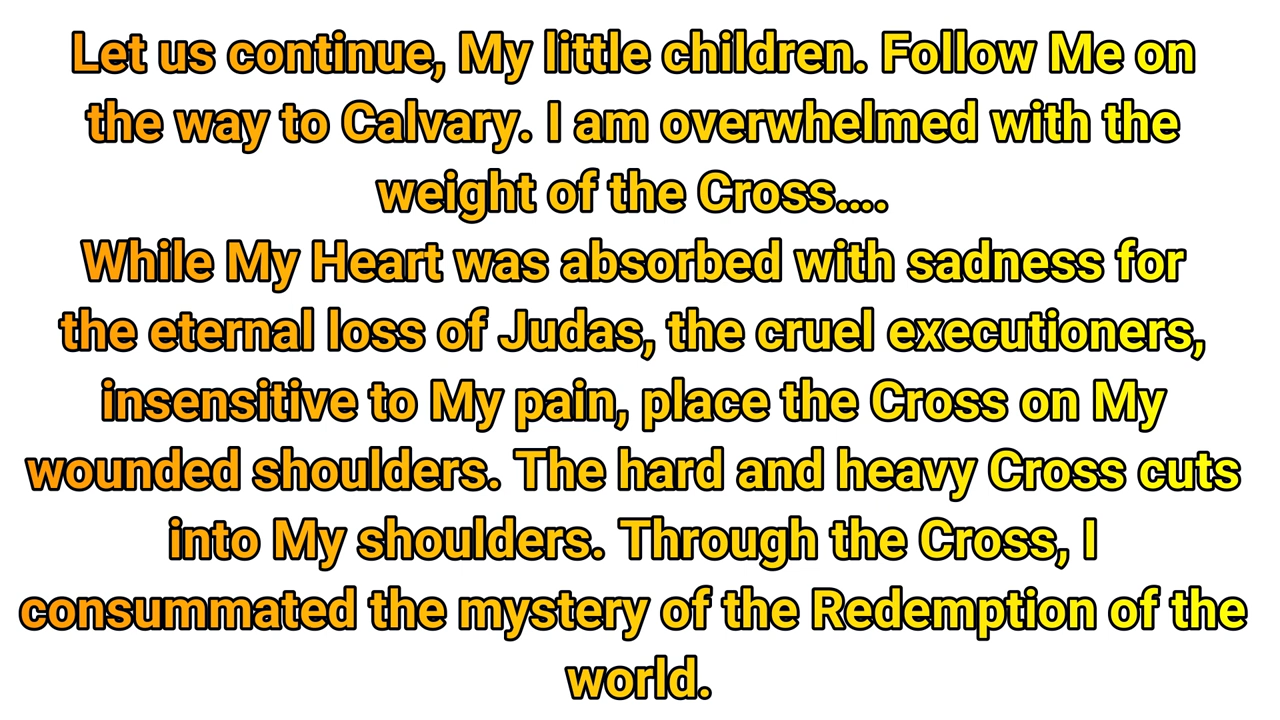 Let us continue, My little children. Follow Me on
the way to Calvary. I am overwhelmed with the
weight of the Cross....
While My Heart was absorbed with sadness for
the eternal loss of Judas, the cruel executioners,
insensitive to My pain, place the Cross on My
wounded shoulders. The hard and heavy Cross cuts
into My shoulders. Through the Cross, I
consummated the mystery of the Redemption of the
world.